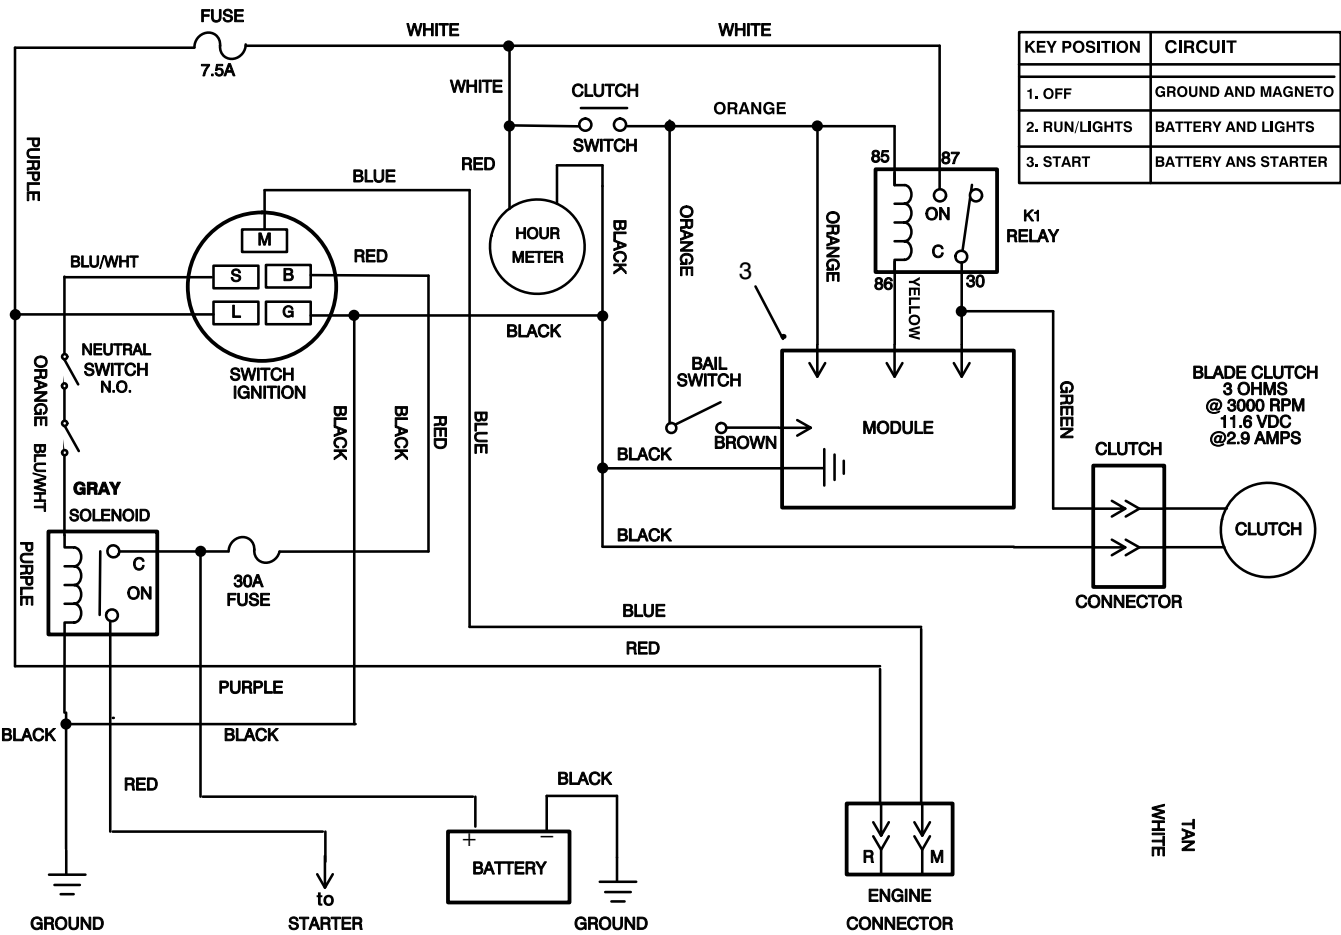 FUSE
7.5A
WHITE
WHITE
WHITE
CLUTCH
SWITCH
ORANGE
KEY POSITION CIRCUIT
1. OFF GROUND AND MAGNETO
2. RUN/LIGHTS BATTERY AND LIGHTS
3. START BATTERY ANS STARTER
PURPLE
RED
BLUE
85
87
ON
C
K1
RELAY
86
30
M
S
B
L
G
RED
BLU/WHT
HOUR
METER
BLACK
ORANGE
ORANGE
3
YELLOW
BLACK
SWITCH
IGNITION
NEUTRAL
SWITCH
N.O.
ORANGE
BLU/WHT
BLACK
BLACK
RED
BLUE
BAIL
SWITCH
BROWN
MODULE
GREEN
BLADE CLUTCH
3 OHMS
@ 3000 RPM
11.6 VDC
@2.9 AMPS
BLACK
CLUTCH
CLUTCH
CONNECTOR
GRAY
SOLENOID
C
ON
PURPLE
30A
FUSE
BLACK
BLUE
RED
PURPLE
BLACK
BLACK
RED
BLACK
+
−
BATTERY
to
STARTER
GROUND
GROUND
R
M
ENGINE
CONNECTOR
TAN
WHITE